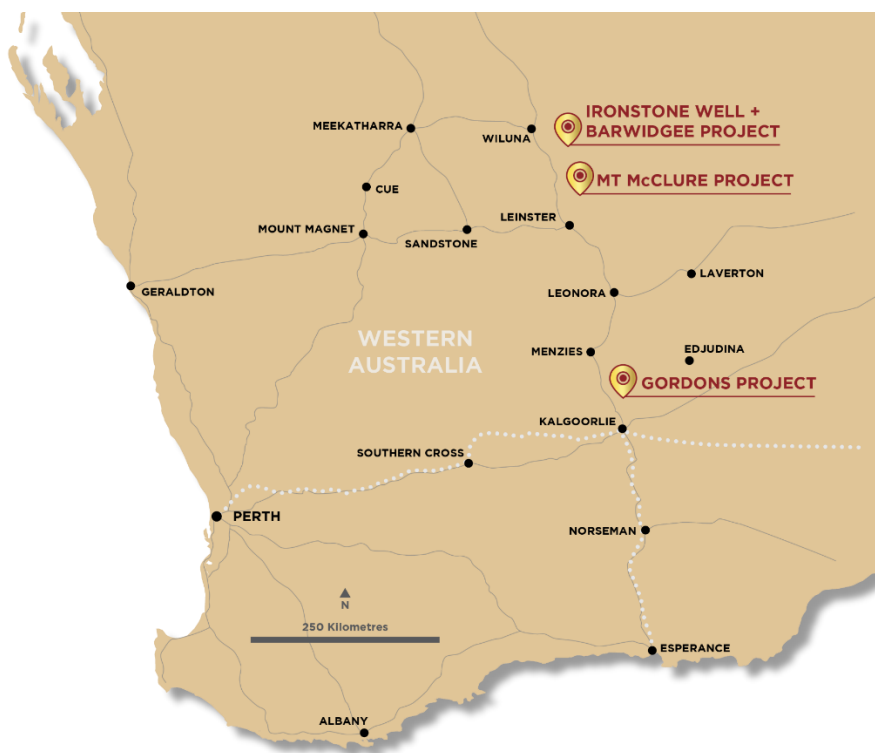 IRONSTONE WELL +
BARWIDGEE PROJECT
MEEKATHARRA
WILUNA
MT McCLURE PROJECT
CUE
LEINSTER
MOUNT MAGNET
SANDSTONE
LAVERTON
GERALDTON
LEONORA
WESTERN
AUSTRALIA
MENZIES
EDJUDINA
GORDONS PROJECT
KALGOORLIE
SOUTHERN CROSS
PERTH
NORSEMAN
N
250 Kilometres
ESPERANCE
ALBANY